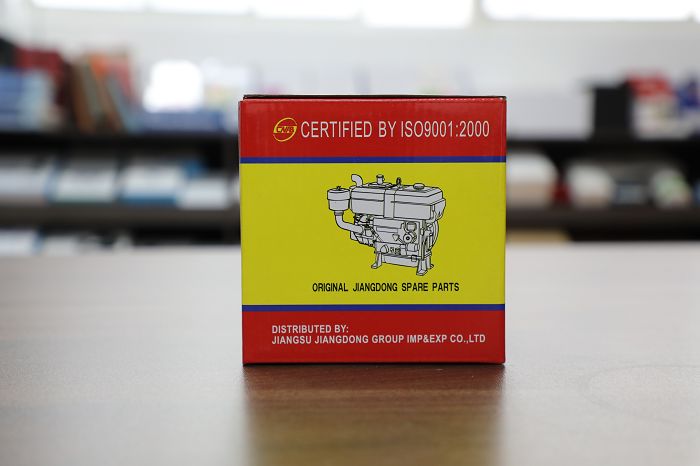 CERTIFIED BY ISO9001:2000
ORIGINAL JIANGDONG SPARE PARTS
DISTRIBUTED BY:
JIANGSU JIANGDONG GROUP IMP&EXP CO.,LTD